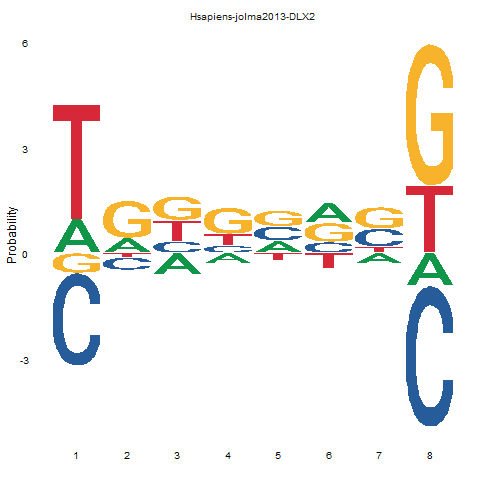 Hsapiens-jolma2013-DLX2
6
3
0
-3
Probability
T A G C
G A T C
G T C A
G T C A
G C A T
A G C T
G C T A
G T A C
1 2 3 4 5 6 7 8